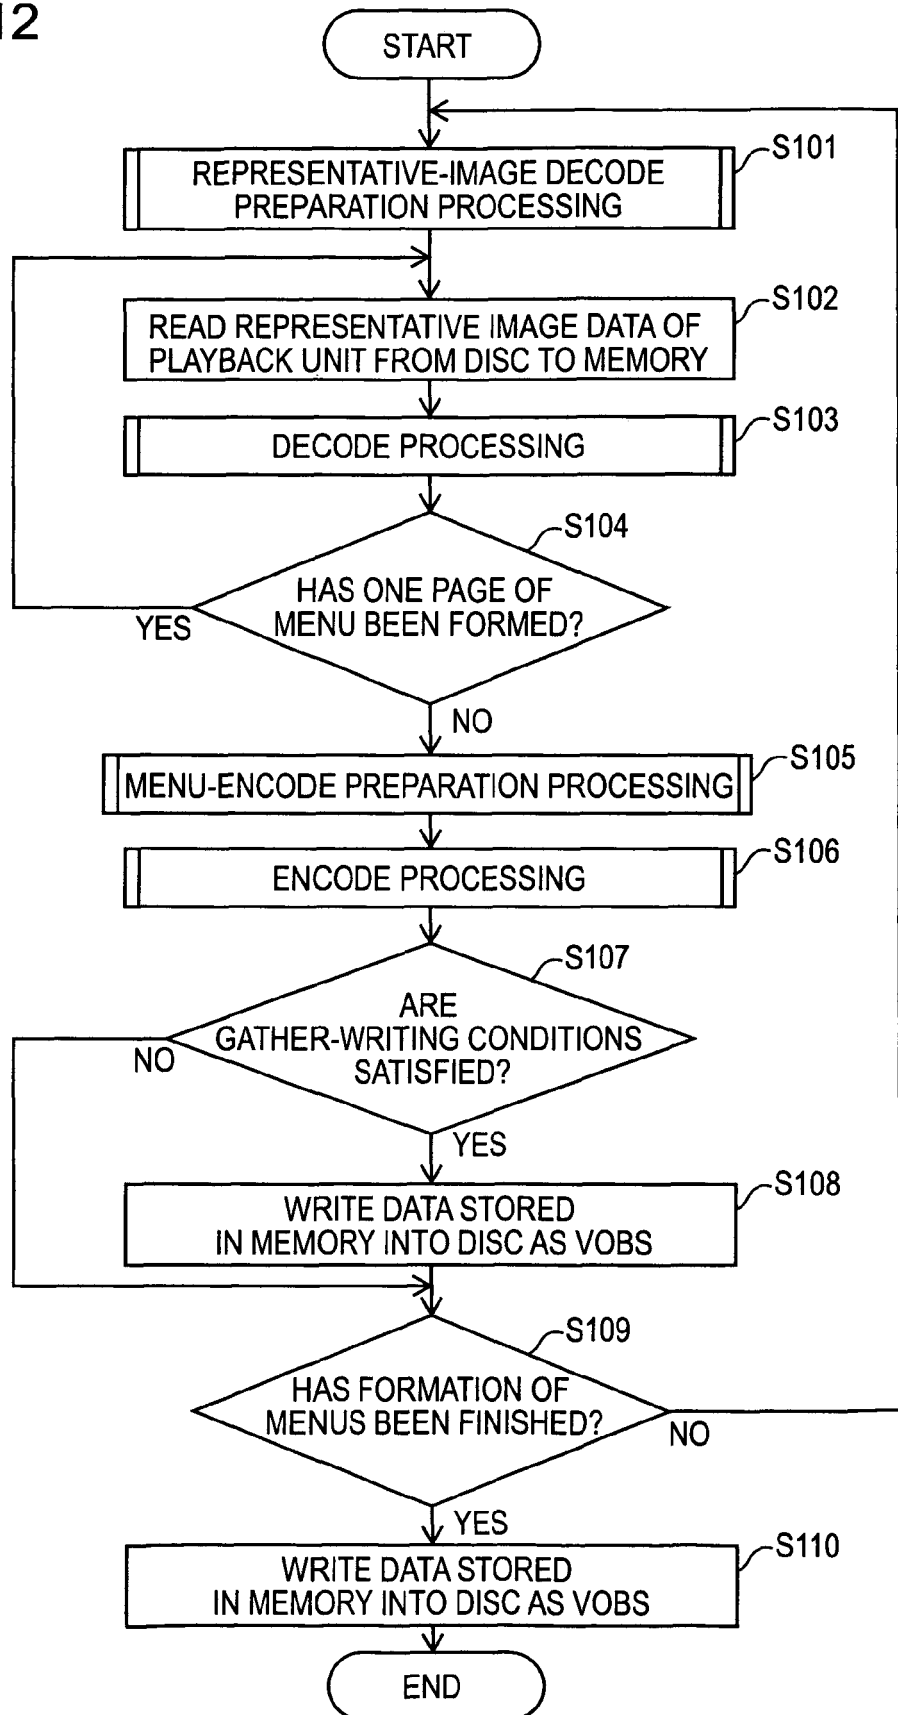 12
START
S101
REPRESENTATIVE-IMAGE DECODE
PREPARATION PROCESSING
S102
READ REPRESENTATIVE IMAGE DATA OF
PLAYBACK UNIT FROM DISC TO MEMORY
S103
DECODE PROCESSING
S104
HAS ONE PAGE OF
MENU BEEN FORMED?
YES
NO
S105
MENU-ENCODE PREPARATION PROCESSING
S106
ENCODE PROCESSING
S107
ARE
GATHER-WRITING CONDITIONS
SATISFIED?
NO
YES
S108
WRITE DATA STORED
IN MEMORY INTO DISC AS VOBS
S109
HAS FORMATION OF
MENUS BEEN FINISHED?
NO
YES
S110
WRITE DATA STORED
IN MEMORY INTO DISC AS VOBS
END